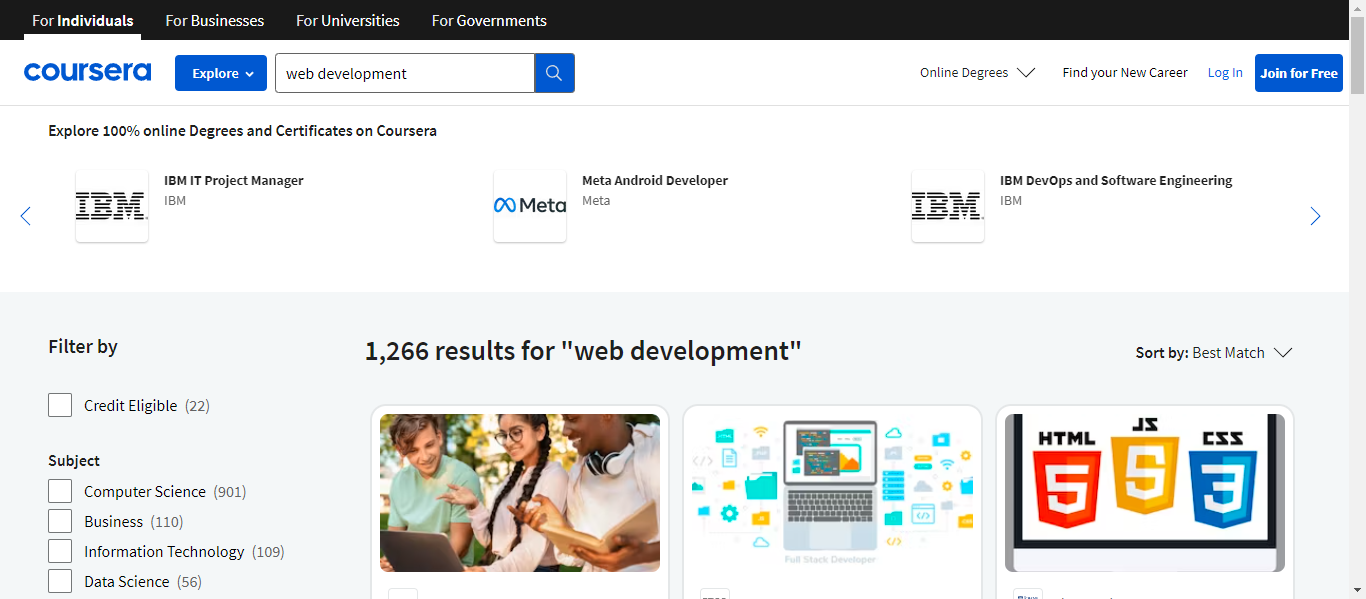 For Individuals For Businesses For Universities For Governments
coursera Explore web development Online Degrees Find your New Career Log In Join for Free
Explore 100% online Degrees and Certificates on Coursera
IBM IBM IT Project Manager
IBM
Meta Meta Android Developer
Meta
IBM IBM DevOps and Software Engineering
IBM
Filter by
1,266 results for "web development"
Sort by: Best Match
Credit Eligible (22)
Subject
Computer Science (901)
Business (110)
Information Technology (109)
Data Science (56)
HTML
Full Stack Developer
HTML JS CSS
5 5 3